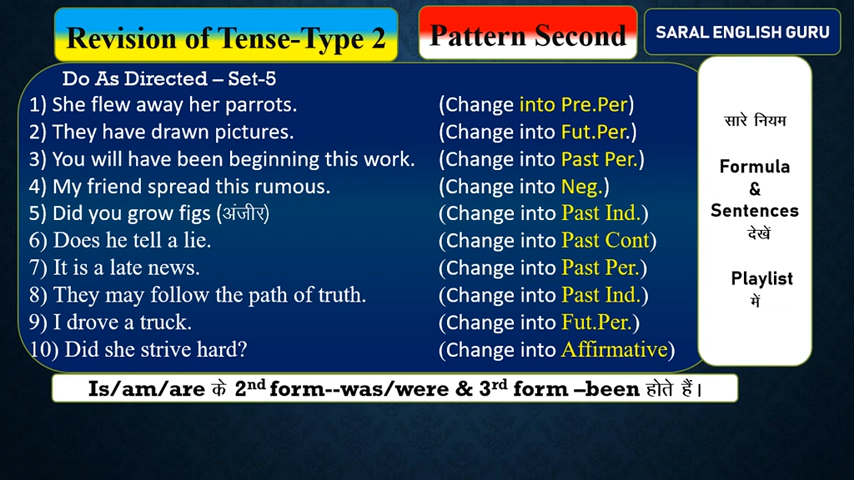 Revision of Tense-Type 2
Pattern Second
SARAL ENGLISH GURU
Do As Directed – Set-5
1) She flew away her parrots. (Change into Pre.Per)
2) They have drawn pictures. (Change into Fut.Per.)
3) You will have been beginning this work. (Change into Past Per.)
4) My friend spread this rumous. (Change into Neg.)
5) Did you grow figs (अंजीर) (Change into Past Ind.)
6) Does he tell a lie. (Change into Past Cont)
7) It is a late news. (Change into Past Per.)
8) They may follow the path of truth. (Change into Past Ind.)
9) I drove a truck. (Change into Fut.Per.)
10) Did she strive hard? (Change into Affirmative)
सारे नियम
Formula
&
Sentences
देखें
Playlist
में
Is/am/are के 2nd form--was/were & 3rd form –been होते हैं।